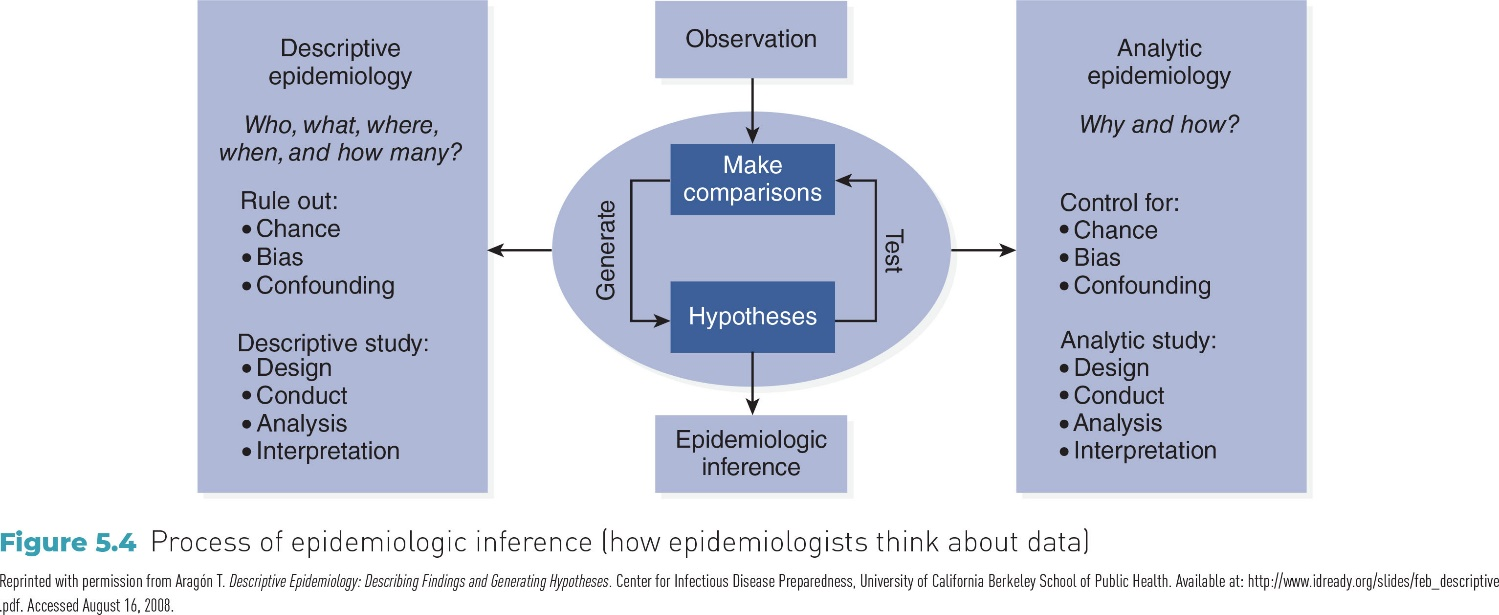 Descriptive
epidemiology
Who, what, where,
when, and how many?
Rule out:
• Chance
• Bias
• Confounding
Descriptive study:
• Design
• Conduct
• Analysis
• Interpretation
Observation
Make
comparisons
Generate
Test
Hypotheses
Epidemiologic
inference
Analytic
epidemiology
Why and how?
Control for:
• Chance
• Bias
• Confounding
Analytic study:
• Design
• Conduct
• Analysis
• Interpretation
Figure 5.4 Process of epidemiologic inference (how epidemiologists think about data)
Reprinted with permission from Aragón T. Descriptive Epidemiology: Describing Findings and Generating Hypotheses. Center for Infectious Disease Preparedness, University of California Berkeley School of Public Health. Available at: http://www.idready.org/slides/feb_descriptive
.pdf. Accessed August 16, 2008.